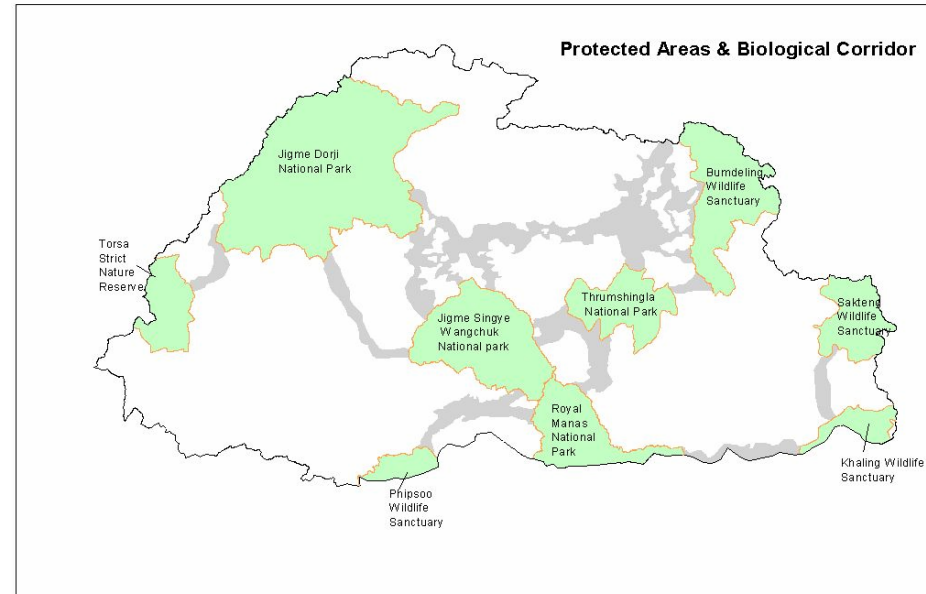 Protected Areas & Biological Corridor
Jigme Dorji
National Park
Bumdeling
Wildlife
Sanctuary
Torsa
Strict
Nature
Reserve
Thrumshingla
National Park
Sakteng
Wildlife
Sanctuary
Jigme Singye
Wangchuk
National park
Royal
Manas
National
Park
Khaling Wildlife
Sanctuary
Phipsoo
Wildlife
Sanctuary